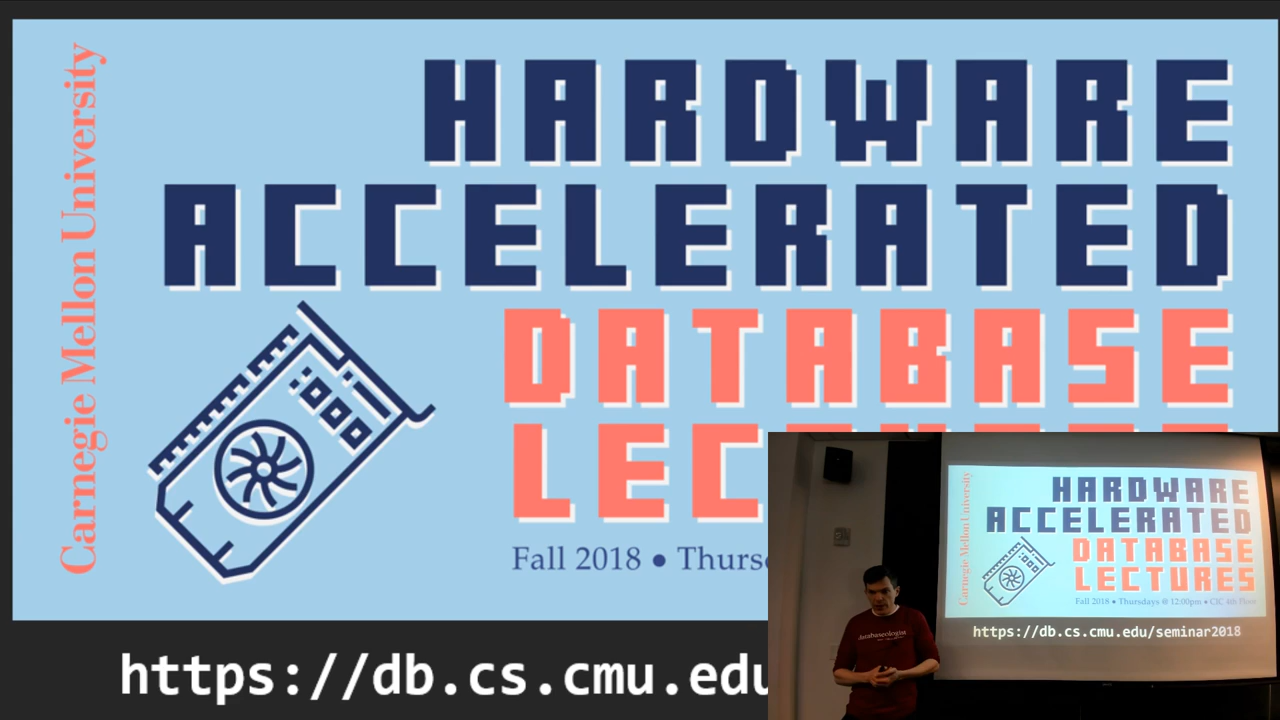 Carnegie Mellon University
HARDWARE
ACCELERATED
DATABASE
LEC
Fall 2018 • Thurs
https://db.cs.cmu.edu
Carnegie Mellon University
HARDWARE
ACCELERATED
DATABASE
LECTURES
Fall 2018 • Thursdays @ 12:00pm • CIC 4th Floor
https://db.cs.cmu.edu/seminar2018
databaseologist